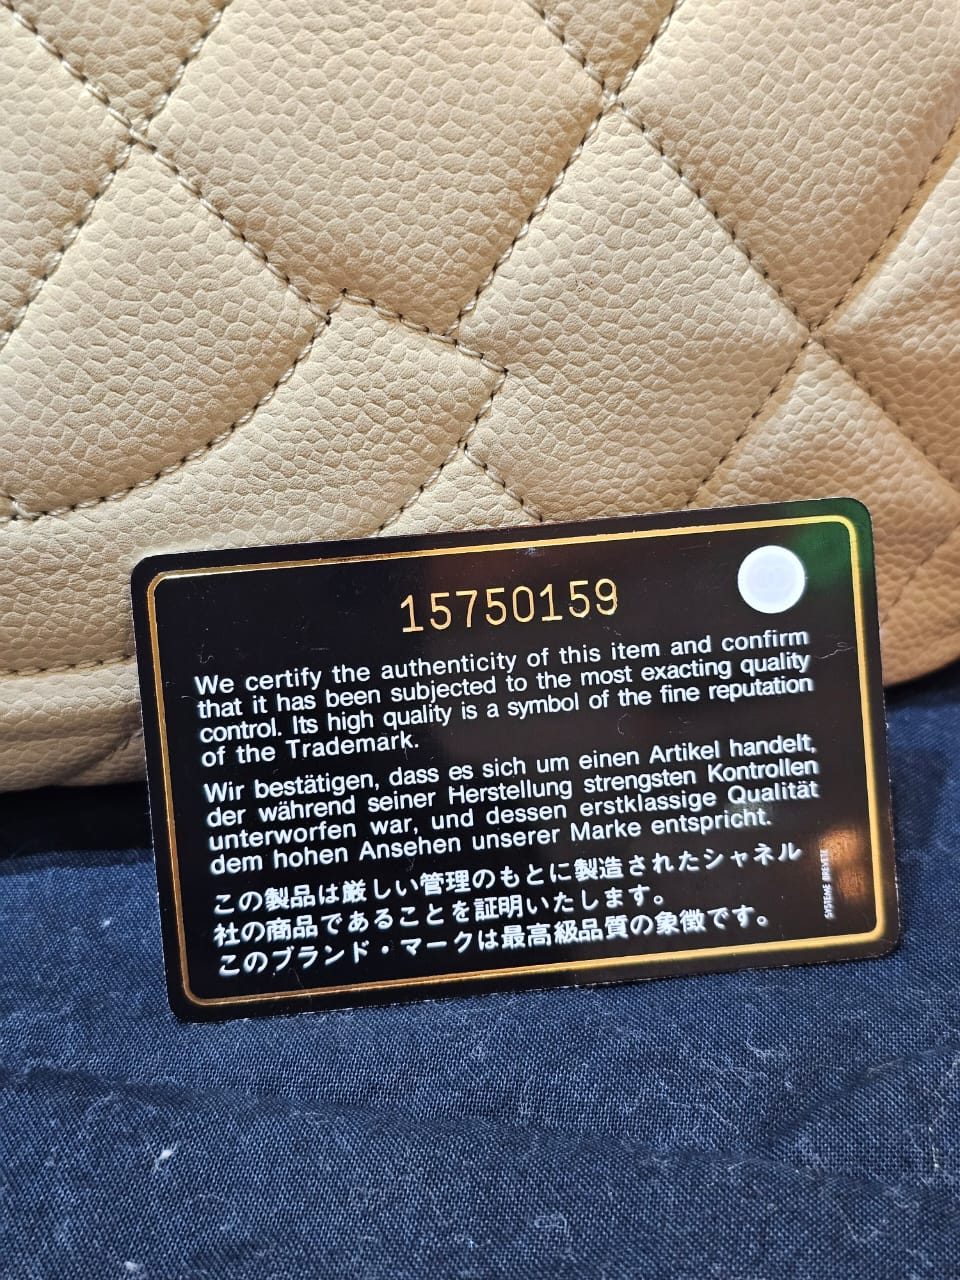 15750159
We certify the authenticity of this item and confirm
that it has been subjected to the most exacting quality
control. Its high quality is a symbol of the fine reputation
of the Trademark.
Wir bestätigen, dass es sich um einen Artikel handelt,
der während seiner Herstellung strengsten Kontrollen
unterworfen war, und dessen erstklassige Qualität
dem hohen Ansehen unserer Marke entspricht.
この製品は厳しい管理のもとに製造されたシャネル
社の商品であることを証明いたします。
このブランド・マークは最高級品質の象徴です。
SYSTEME BREVETE